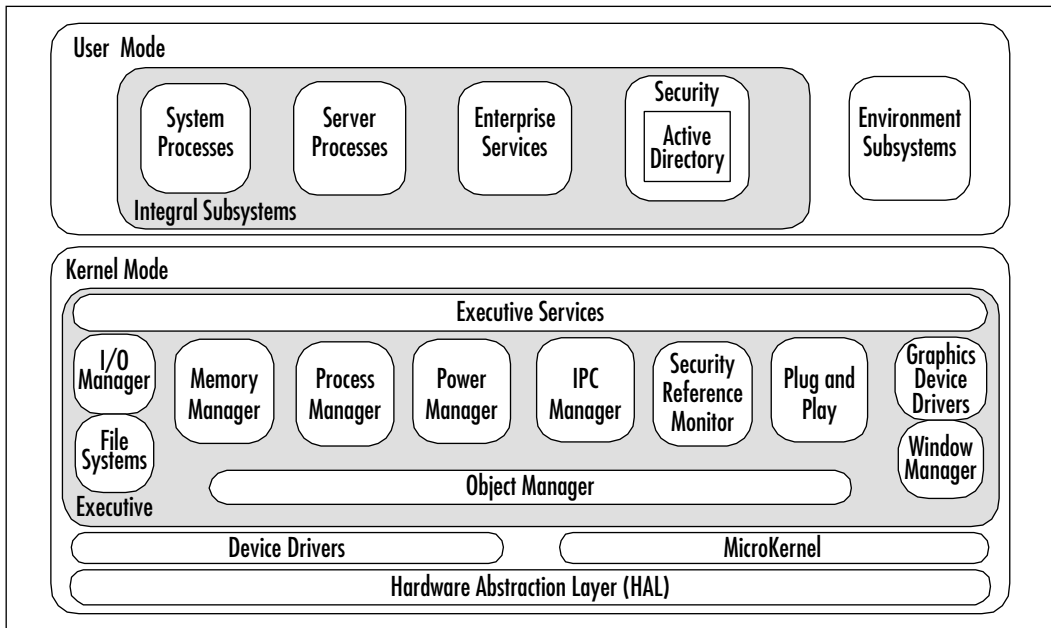 User Mode
System
Processes
Server
Processes
Enterprise
Services
Security
Active
Directory
Environment
Subsystems
Integral Subsystems
Kernel Mode
Executive Services
I/O
Manager
File
Systems
Memory
Manager
Process
Manager
Power
Manager
IPC
Manager
Security
Reference
Monitor
Plug and
Play
Graphics
Device
Drivers
Window
Manager
Object Manager
Executive
Device Drivers
MicroKernel
Hardware Abstraction Layer (HAL)